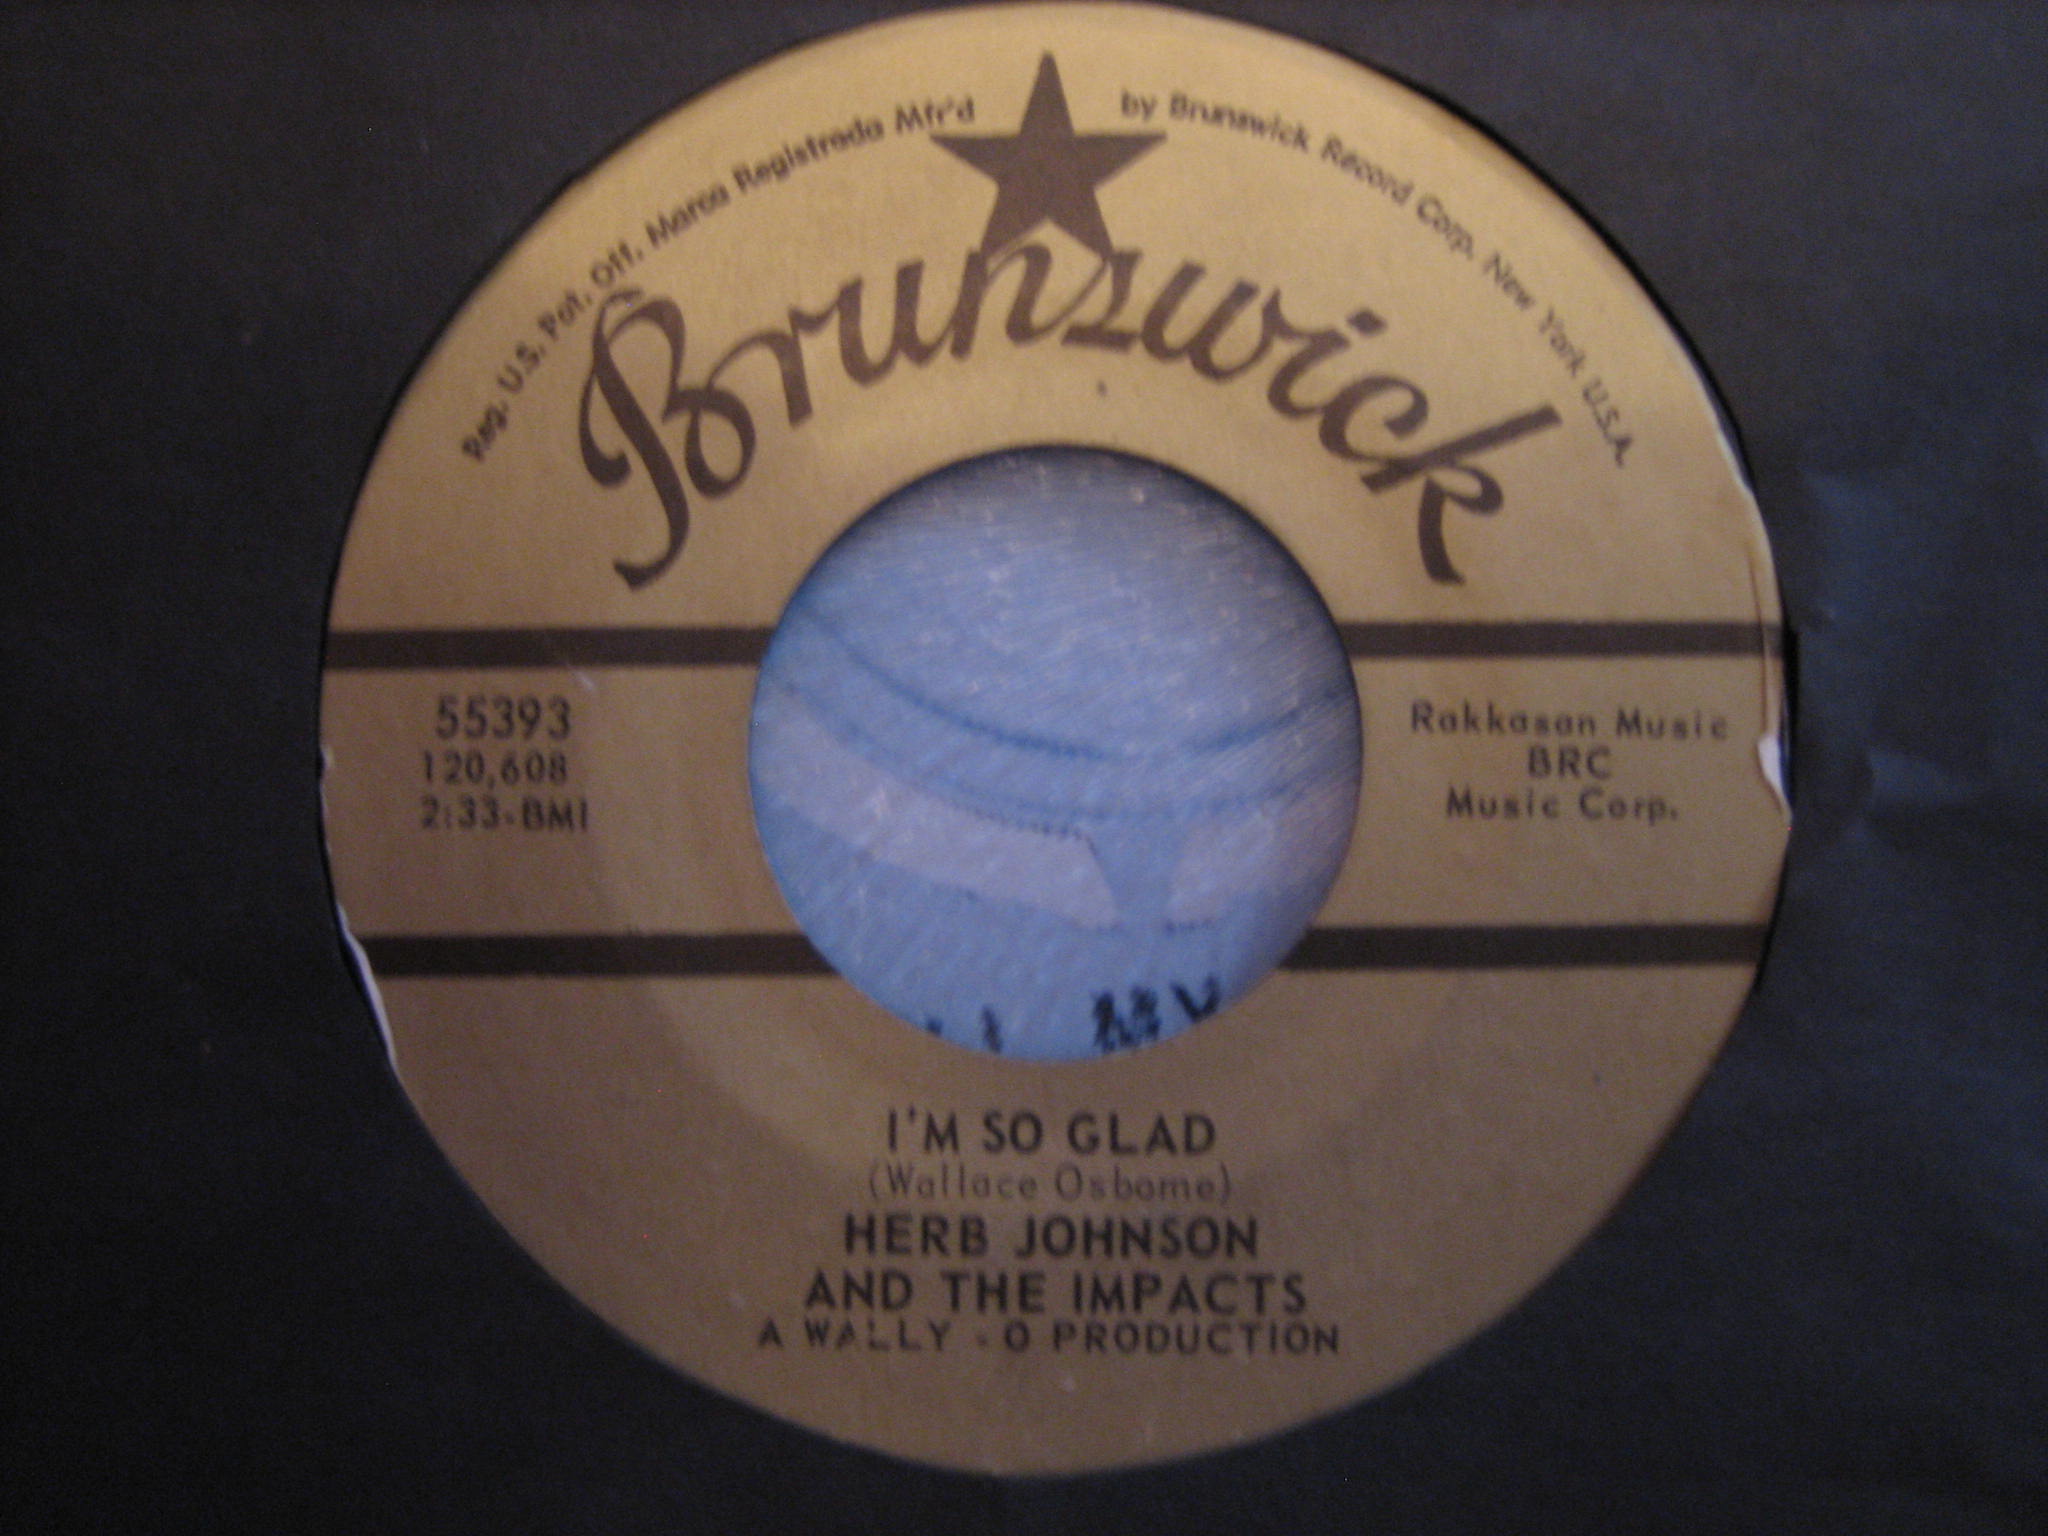 Reg. U.S. Pat. Off. Marca Registrada Mfr'd by Brunswick Record Corp. New York U.S.A.
Brunswick
55393
120,608
2:33-BMI
Rakkasan Music
BRC
Music Corp.
I'M SO GLAD
(Wallace Osborne)
HERB JOHNSON
AND THE IMPACTS
A WALLY - O PRODUCTION